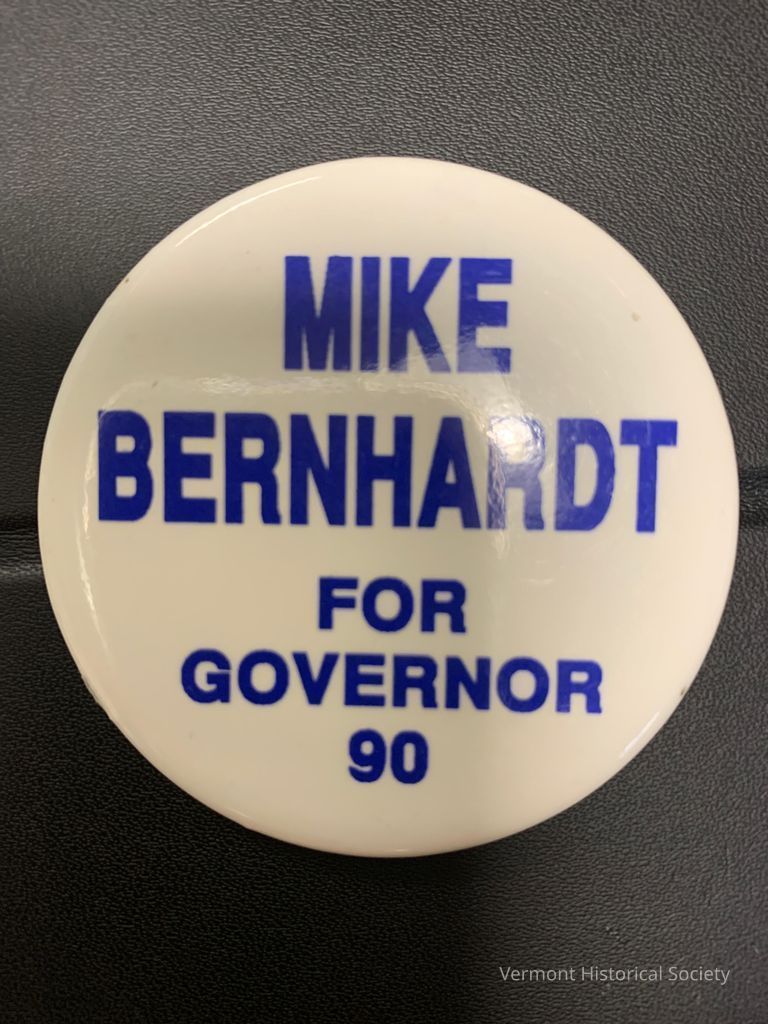 MIKE
BERNHARDT
FOR
GOVERNOR
90
Vermont Historical Society